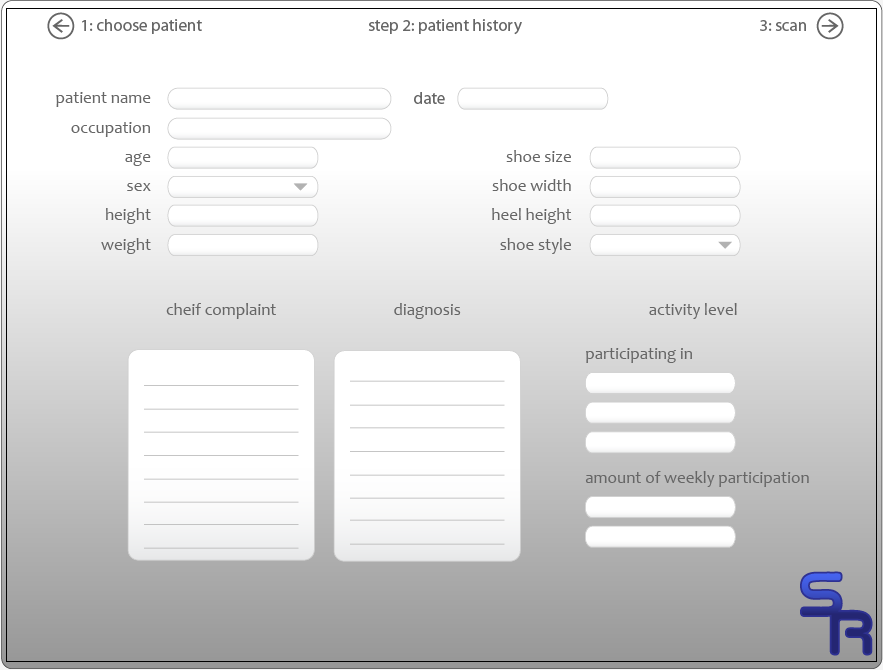 1: choose patient
step 2: patient history
3: scan
patient name
date
occupation
age
shoe size
sex
shoe width
height
heel height
weight
shoe style
cheif complaint
diagnosis
activity level
participating in
amount of weekly participation
SR